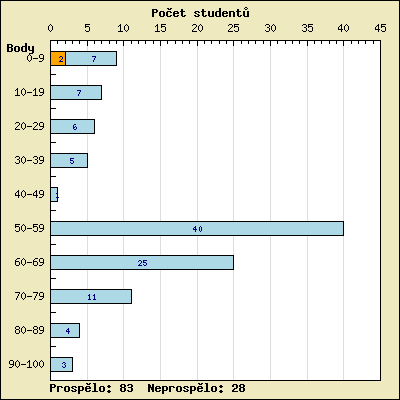 Počet studentů
0 5 10 15 20 25 30 35 40 45
Body
0-9 2 7
10-19 7
20-29 6
30-39 5
40-49 1
50-59 40
60-69 25
70-79 11
80-89 4
90-100 3
Prospělo: 83 Neprospělo: 28